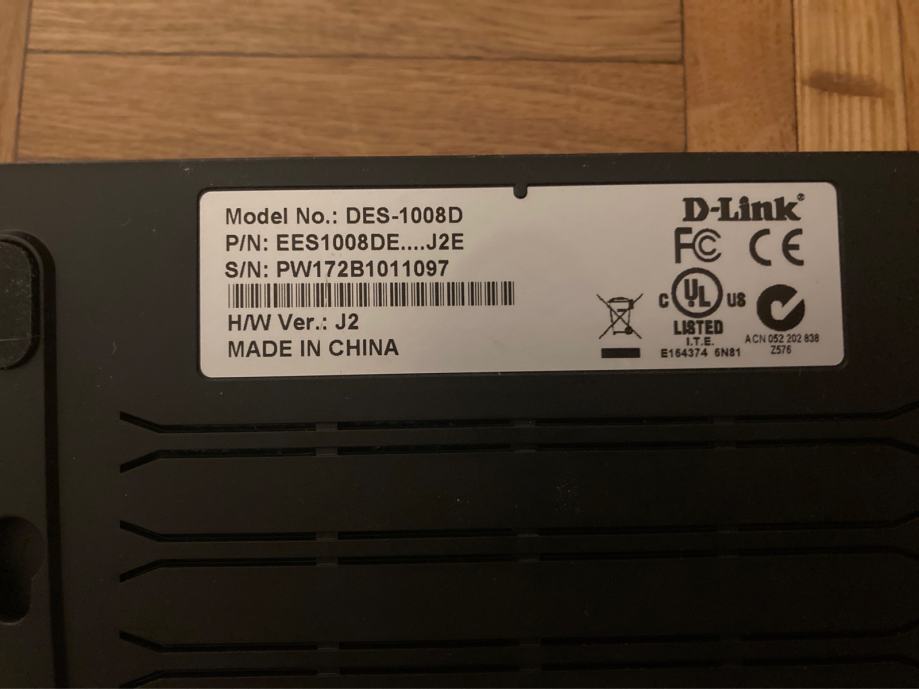 Model No.: DES-1008D
P/N: EES1008DE....J2E
S/N: PW172B1011097
H/W Ver.: J2
MADE IN CHINA
D-Link®
FC CE
C UL US
LISTED
I.T.E.
E164374 6N81
ACN 052 202 838
Z576